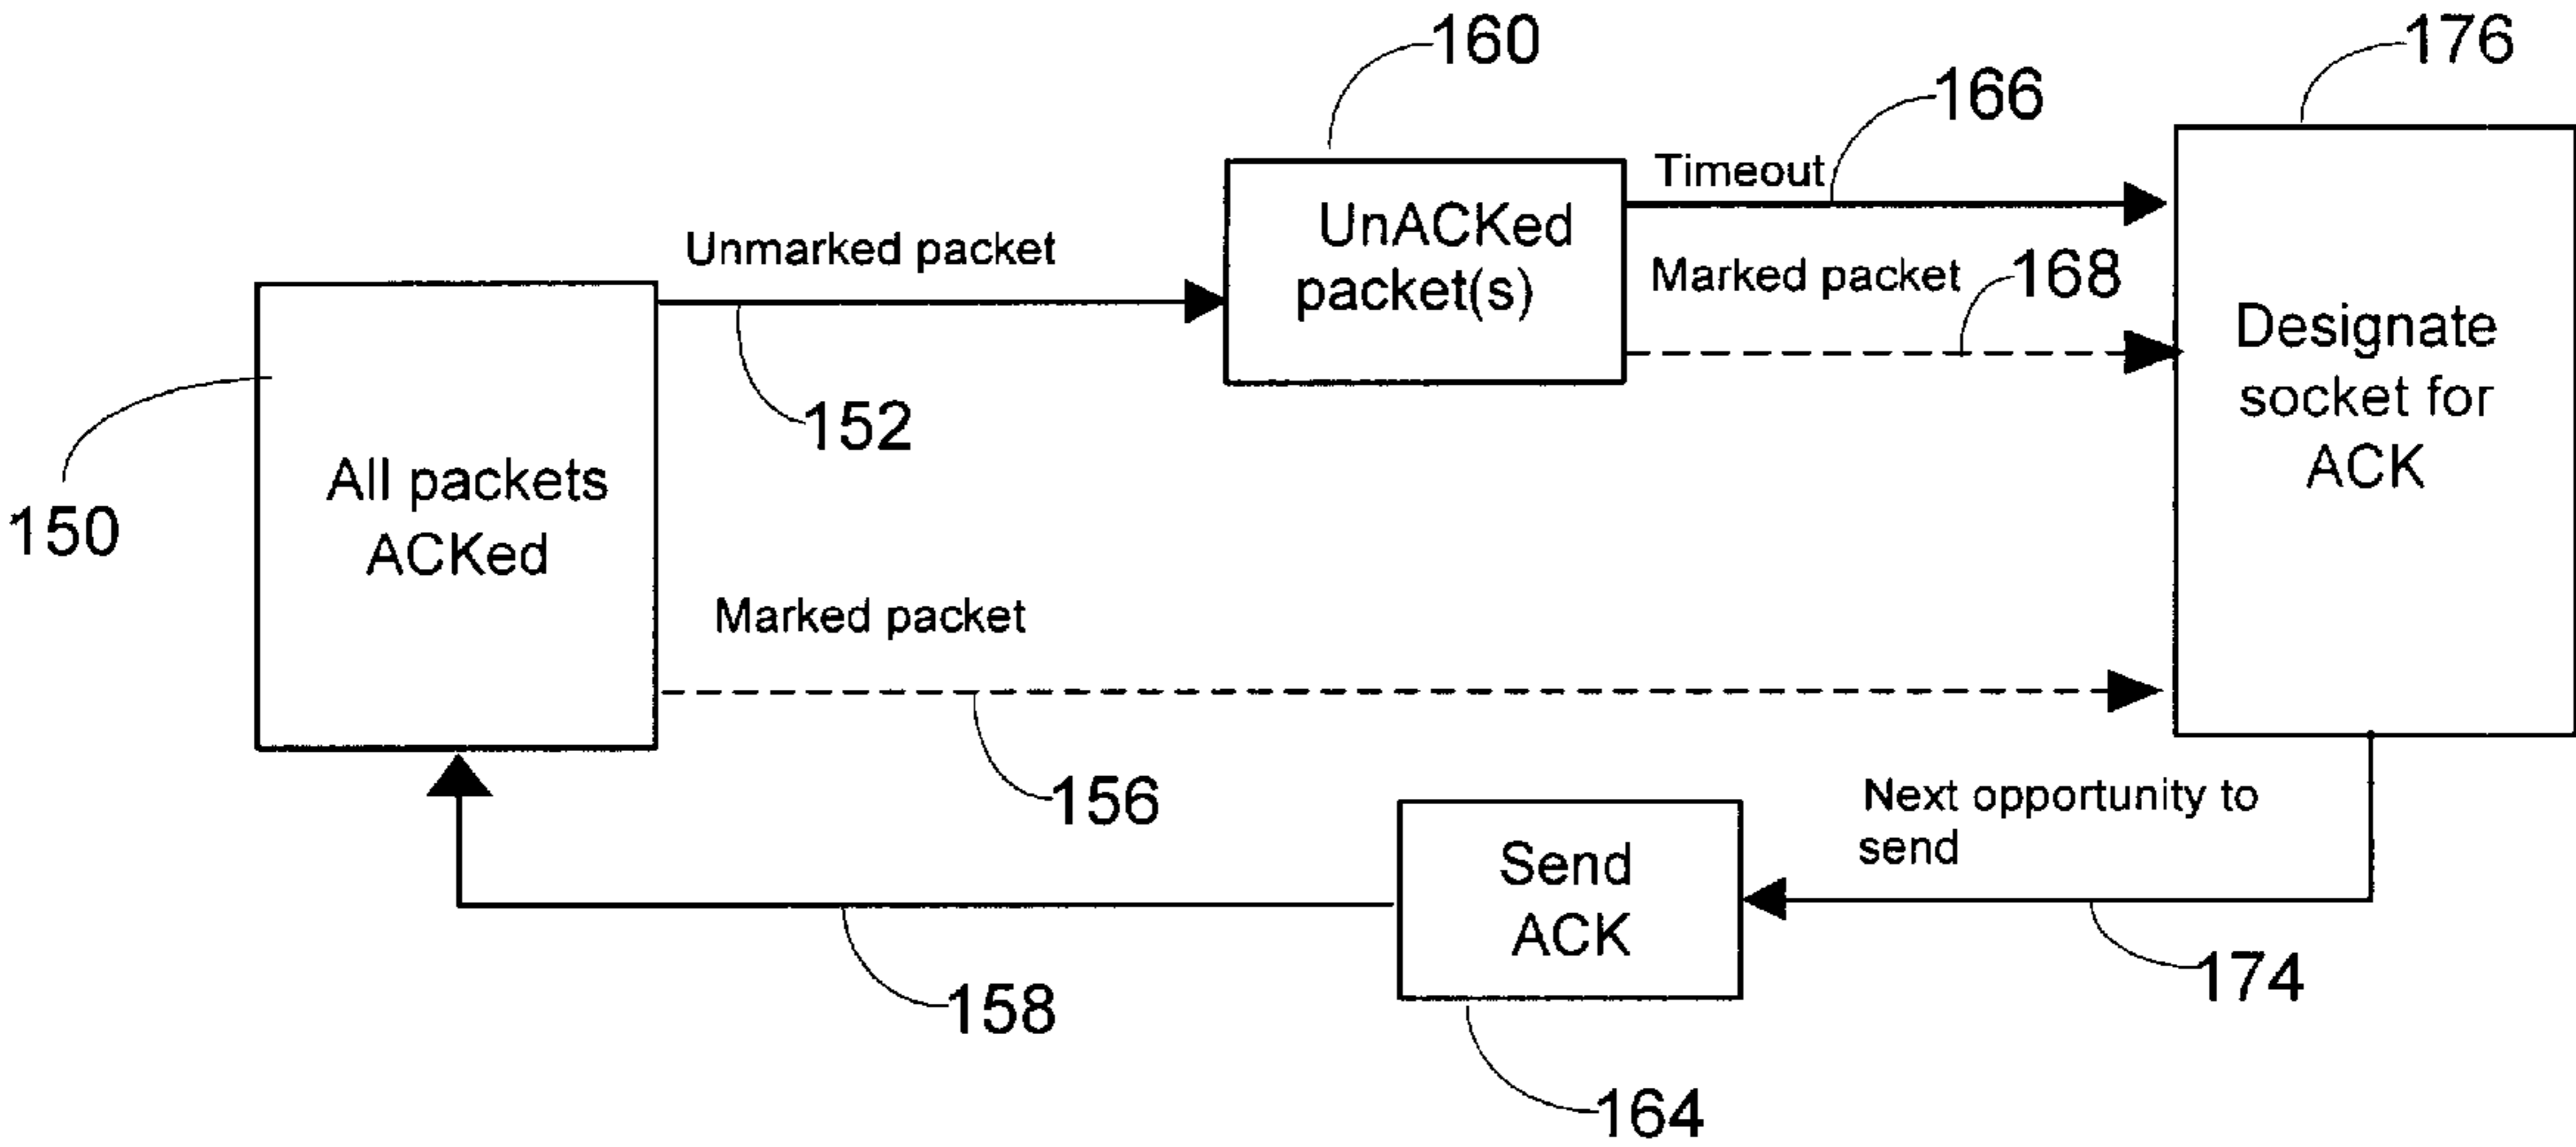 160
176
166
Timeout
UnACKed
packet(s)
Unmarked packet
Marked packet
168
Designate
socket for
ACK
152
All packets
ACKed
150
Marked packet
156
Next opportunity to
send
Send
ACK
158
174
164